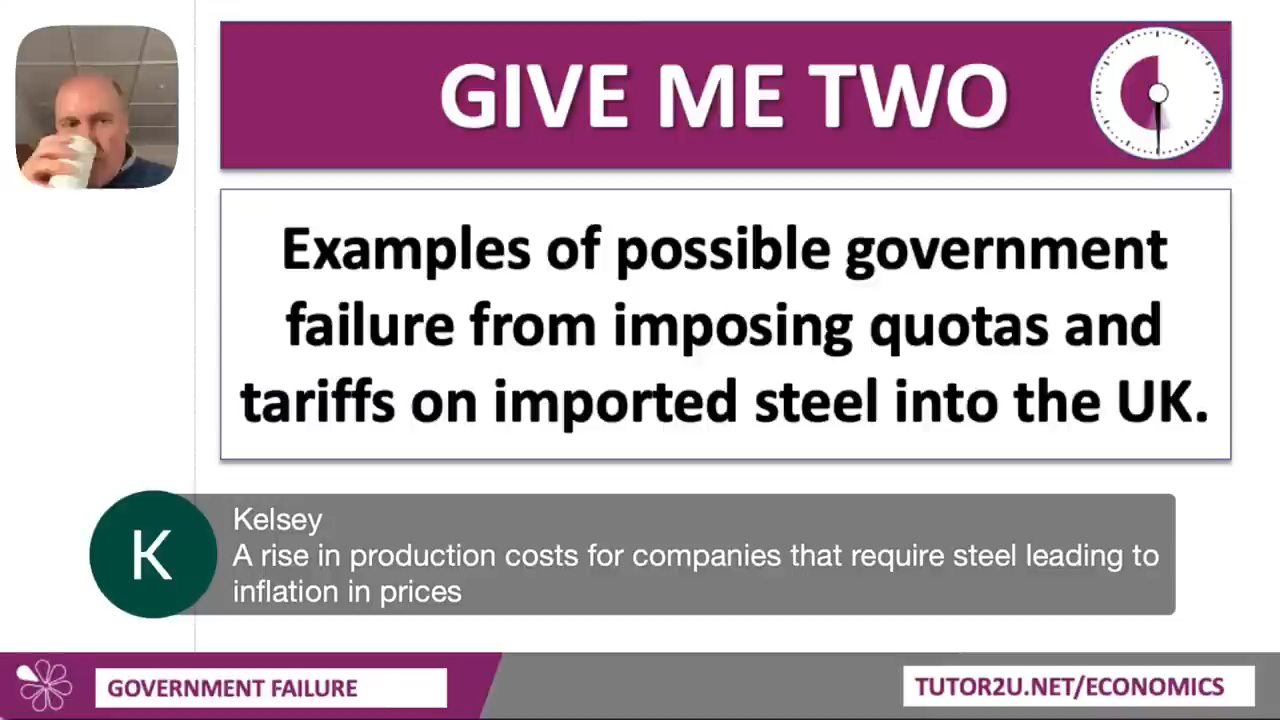 GIVE ME TWO
Examples of possible government
failure from imposing quotas and
tariffs on imported steel into the UK.
K
Kelsey
A rise in production costs for companies that require steel leading to
inflation in prices
GOVERNMENT FAILURE
TUTOR2U.NET/ECONOMICS